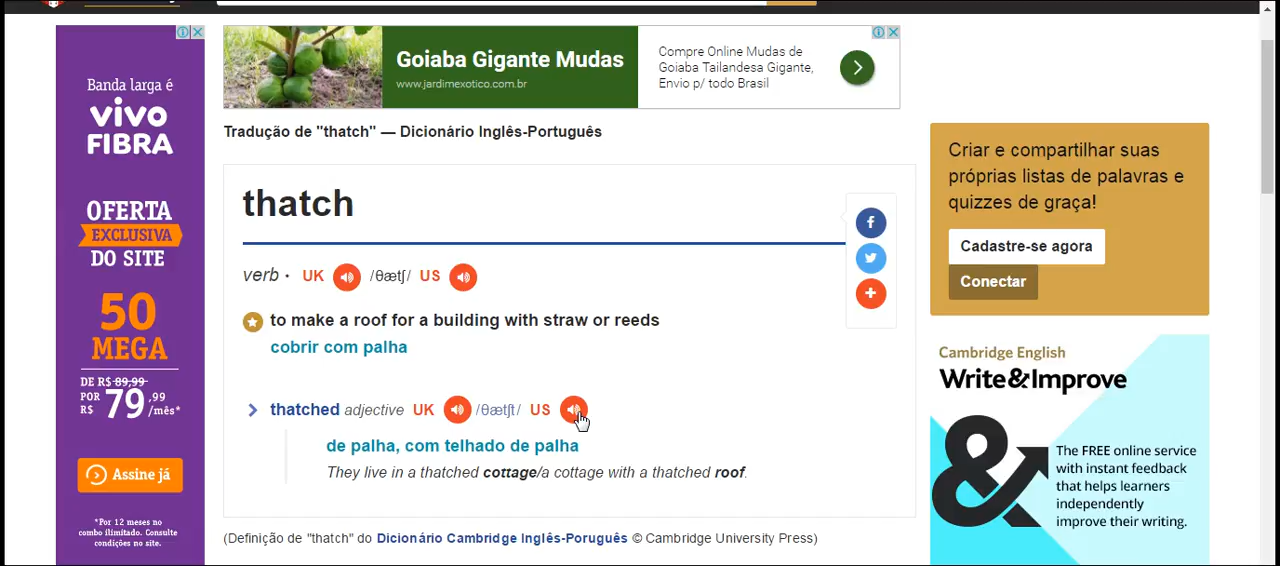 Banda larga é
vivo
FIBRA
OFERTA
EXCLUSIVA
DO SITE
50
MEGA
DE R$ 89,99
POR R$ 79,99 /mês*
Assine já
*Por 12 meses no
combo ilimitado. Consulte
condições no site.
Goiaba Gigante Mudas
www.jardimexotico.com.br
Compre Online Mudas de
Goiaba Tailandesa Gigante,
Envio p/ todo Brasil
Tradução de "thatch" — Dicionário Inglês-Português
thatch
verb · UK /θætʃ/ US
to make a roof for a building with straw or reeds
cobrir com palha
thatched adjective UK /θætʃt/ US
de palha, com telhado de palha
They live in a thatched cottage/a cottage with a thatched roof.
(Definição de "thatch" do Dicionário Cambridge Inglês-Poruguês © Cambridge University Press)
Criar e compartilhar suas
próprias listas de palavras e
quizzes de graça!
Cadastre-se agora
Conectar
Cambridge English
Write&Improve
&
The FREE online service
with instant feedback
that helps learners
independently
improve their writing.